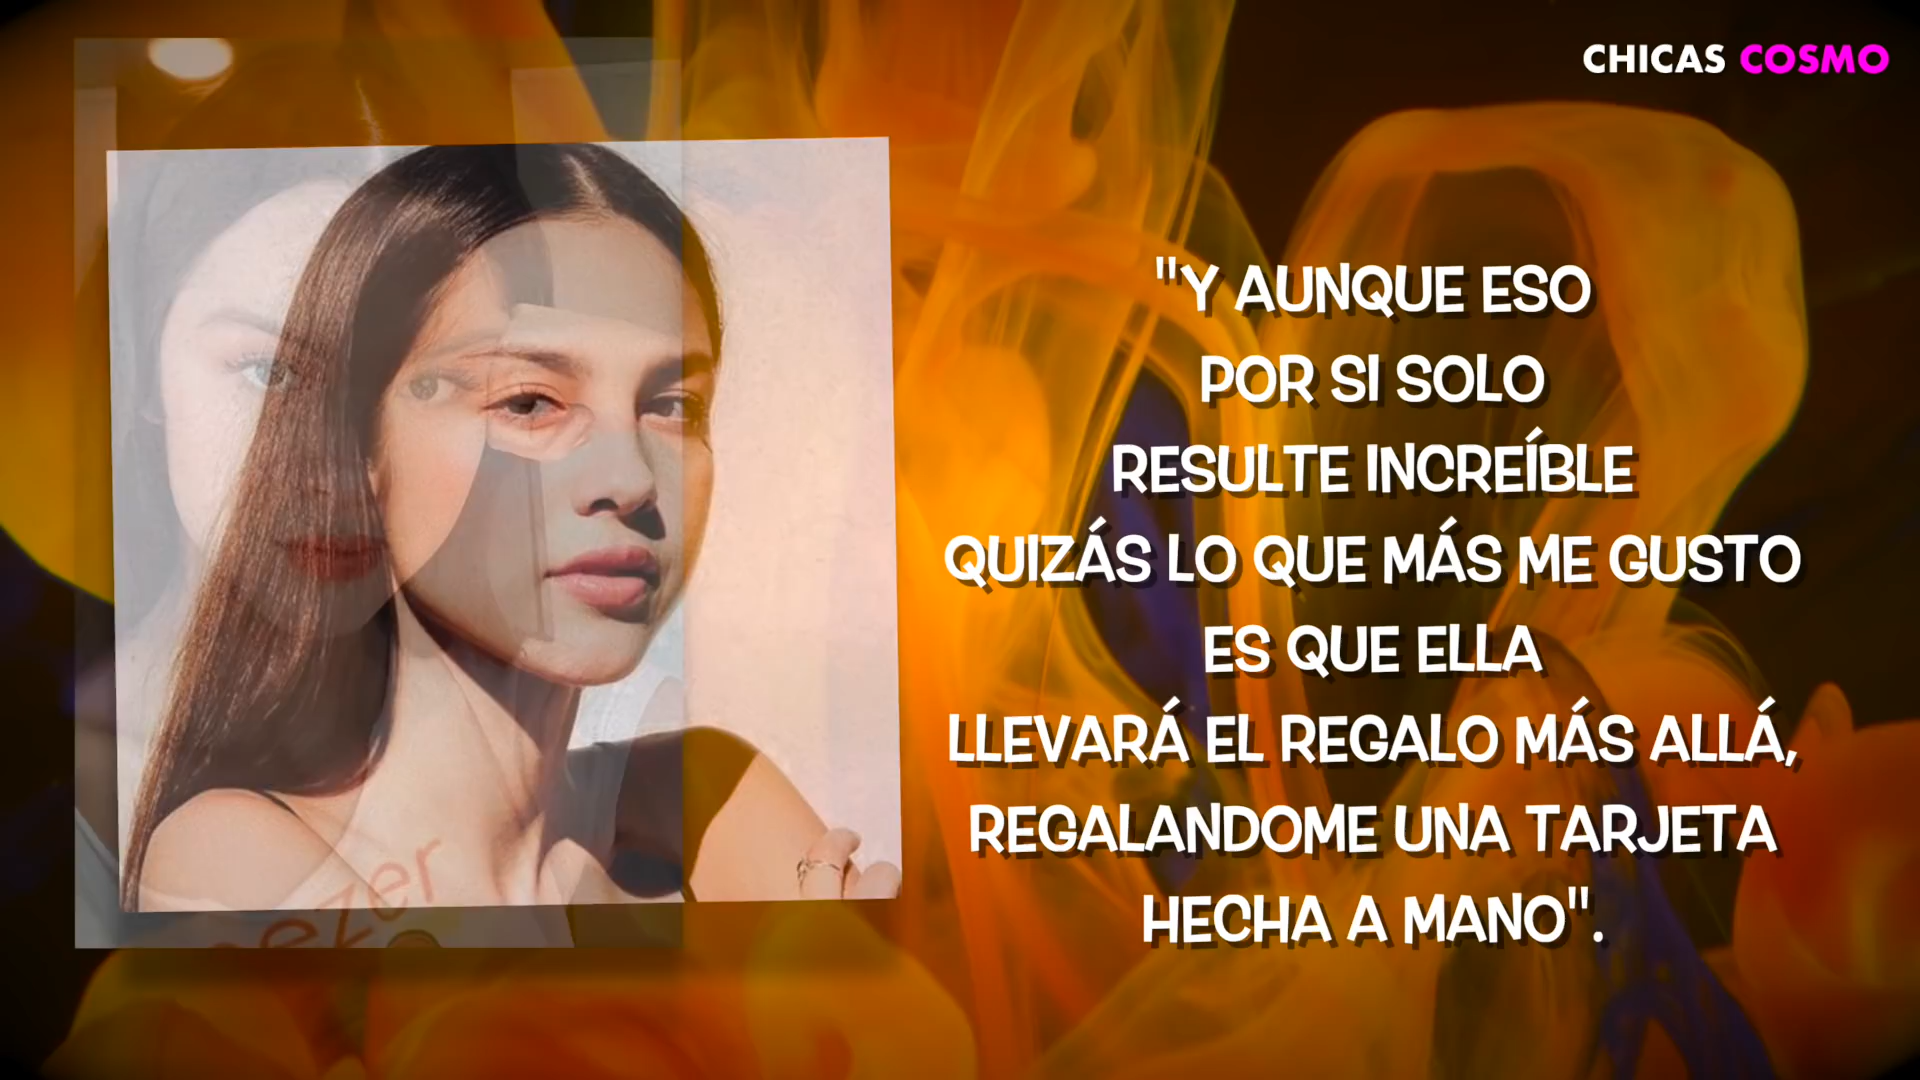 CHICAS COSMO
"Y AUNQUE ESO
POR SI SOLO
RESULTE INCREÍBLE
QUIZÁS LO QUE MÁS ME GUSTO
ES QUE ELLA
LLEVARÁ EL REGALO MÁS ALLÁ,
REGALANDOME UNA TARJETA
HECHA A MANO".